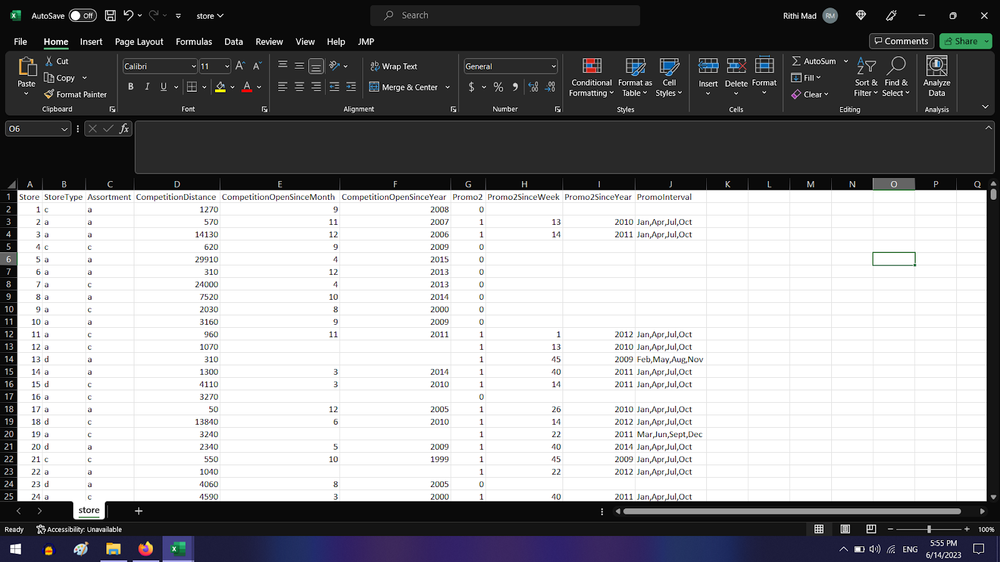 AutoSave Off store Search Rithi Mad RM
File Home Insert Page Layout Formulas Data Review View Help JMP Comments Share
Paste Cut Copy Format Painter Clipboard
Calibri 11 B I U A Font
Wrap Text Merge & Center Alignment
General $ % Number
Conditional Formatting Format as Table Cell Styles Styles
Insert Delete Format Cells
AutoSum Fill Clear Sort & Filter Find & Select Editing
Analyze Data Analysis
O6 fx
A B C D E F G H I J K L M N O P Q
1 Store StoreType Assortment CompetitionDistance CompetitionOpenSinceMonth CompetitionOpenSinceYear Promo2 Promo2SinceWeek Promo2SinceYear PromoInterval
2 1 c a 1270 9 2008 0
3 2 a a 570 11 2007 1 13 2010 Jan,Apr,Jul,Oct
4 3 a a 14130 12 2006 1 14 2011 Jan,Apr,Jul,Oct
5 4 c c 620 9 2009 0
6 5 a a 29910 4 2015 0
7 6 a a 310 12 2013 0
8 7 a c 24000 4 2013 0
9 8 a a 7520 10 2014 0
10 9 a c 2030 8 2000 0
11 10 a a 3160 9 2009 0
12 11 a c 960 11 2011 1 1 2012 Jan,Apr,Jul,Oct
13 12 a c 1070 1 13 2010 Jan,Apr,Jul,Oct
14 13 d a 310 1 45 2009 Feb,May,Aug,Nov
15 14 a a 1300 3 2014 1 40 2011 Jan,Apr,Jul,Oct
16 15 d c 4110 3 2010 1 14 2011 Jan,Apr,Jul,Oct
17 16 a c 3270 0
18 17 a a 50 12 2005 1 26 2010 Jan,Apr,Jul,Oct
19 18 d c 13840 6 2010 1 14 2012 Jan,Apr,Jul,Oct
20 19 a c 3240 1 22 2011 Mar,Jun,Sept,Dec
21 20 d a 2340 5 2009 1 40 2014 Jan,Apr,Jul,Oct
22 21 c c 550 10 1999 1 45 2009 Jan,Apr,Jul,Oct
23 22 a a 1040 1 22 2012 Jan,Apr,Jul,Oct
24 23 d a 4060 8 2005 0
25 24 a c 4590 3 2000 1 40 2011 Jan,Apr,Jul,Oct
store
Ready Accessibility: Unavailable 100%
ENG 5:55 PM
6/14/2023